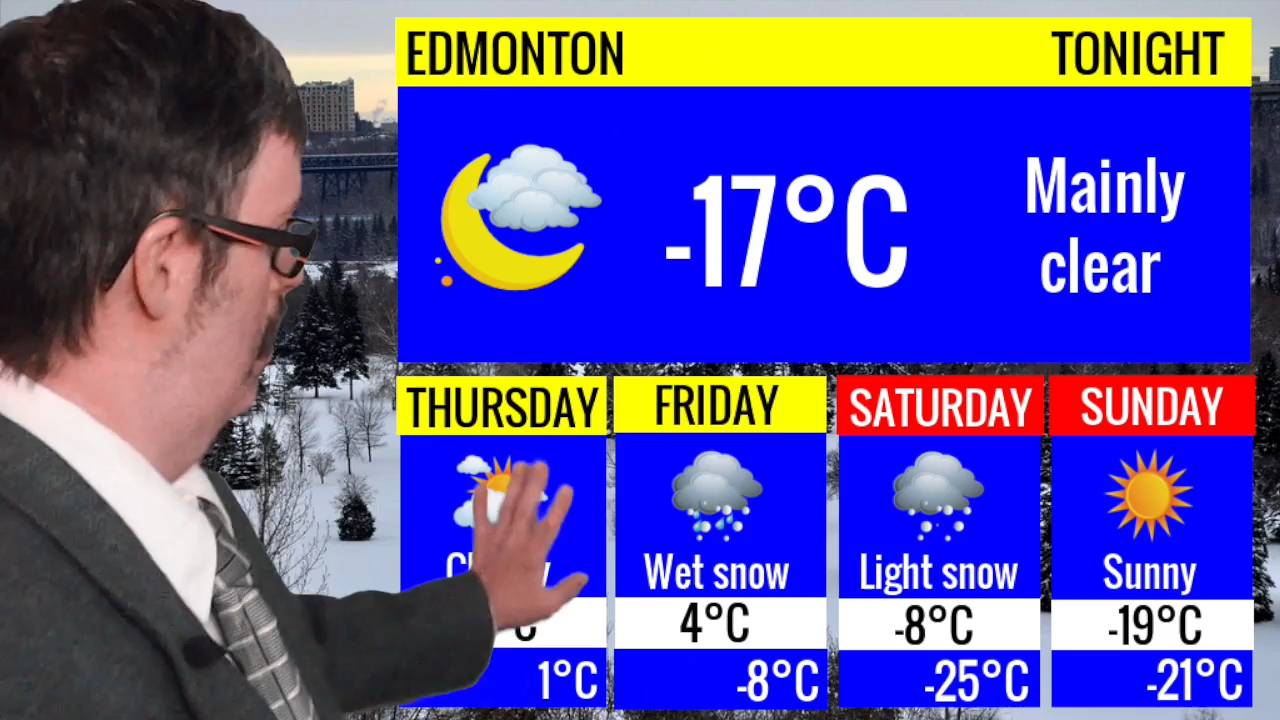 EDMONTON TONIGHT
-17°C
Mainly
clear
THURSDAY FRIDAY SATURDAY SUNDAY
Wet snow Light snow Sunny
4°C -8°C -19°C
1°C -8°C -25°C -21°C